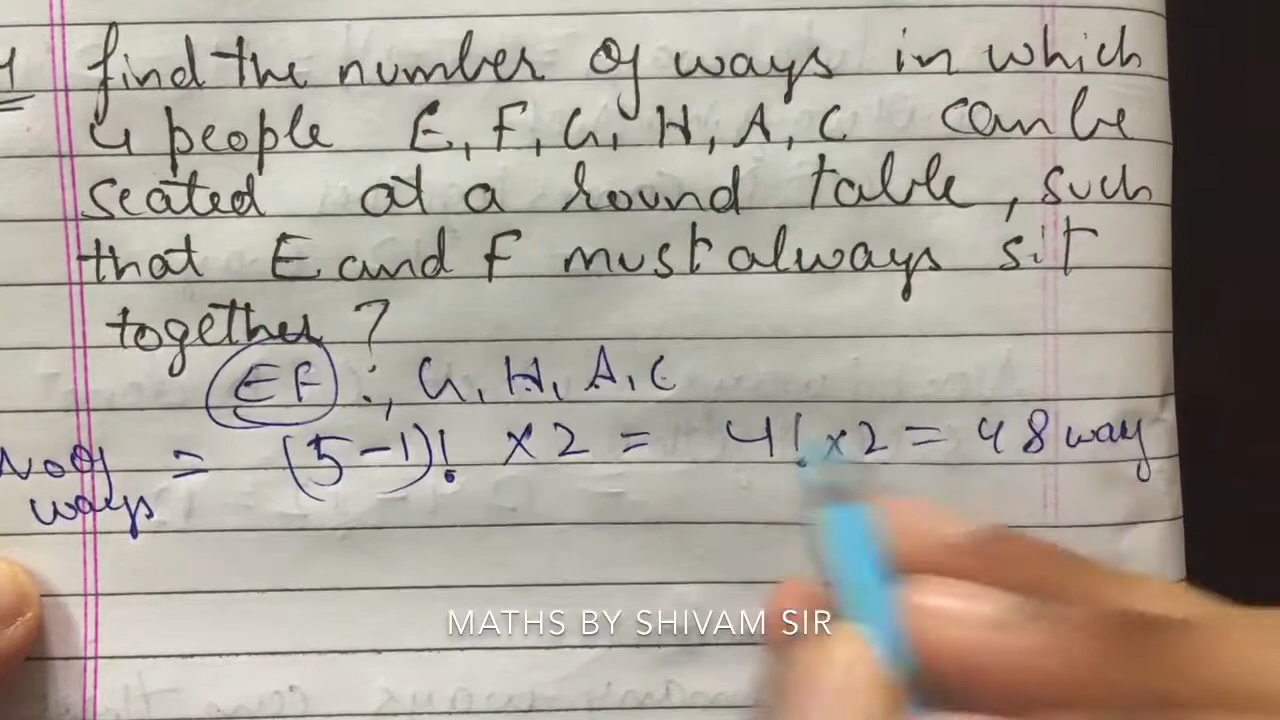 find the number of ways in which
4 people E, F, G, H, A, C can be
seated at a round table, such
that E and F must always sit
together?
EF :, G, H, A, C
No of = (5-1)! × 2 = 4! × 2 = 48 way
ways
MATHS BY SHIVAM SIR